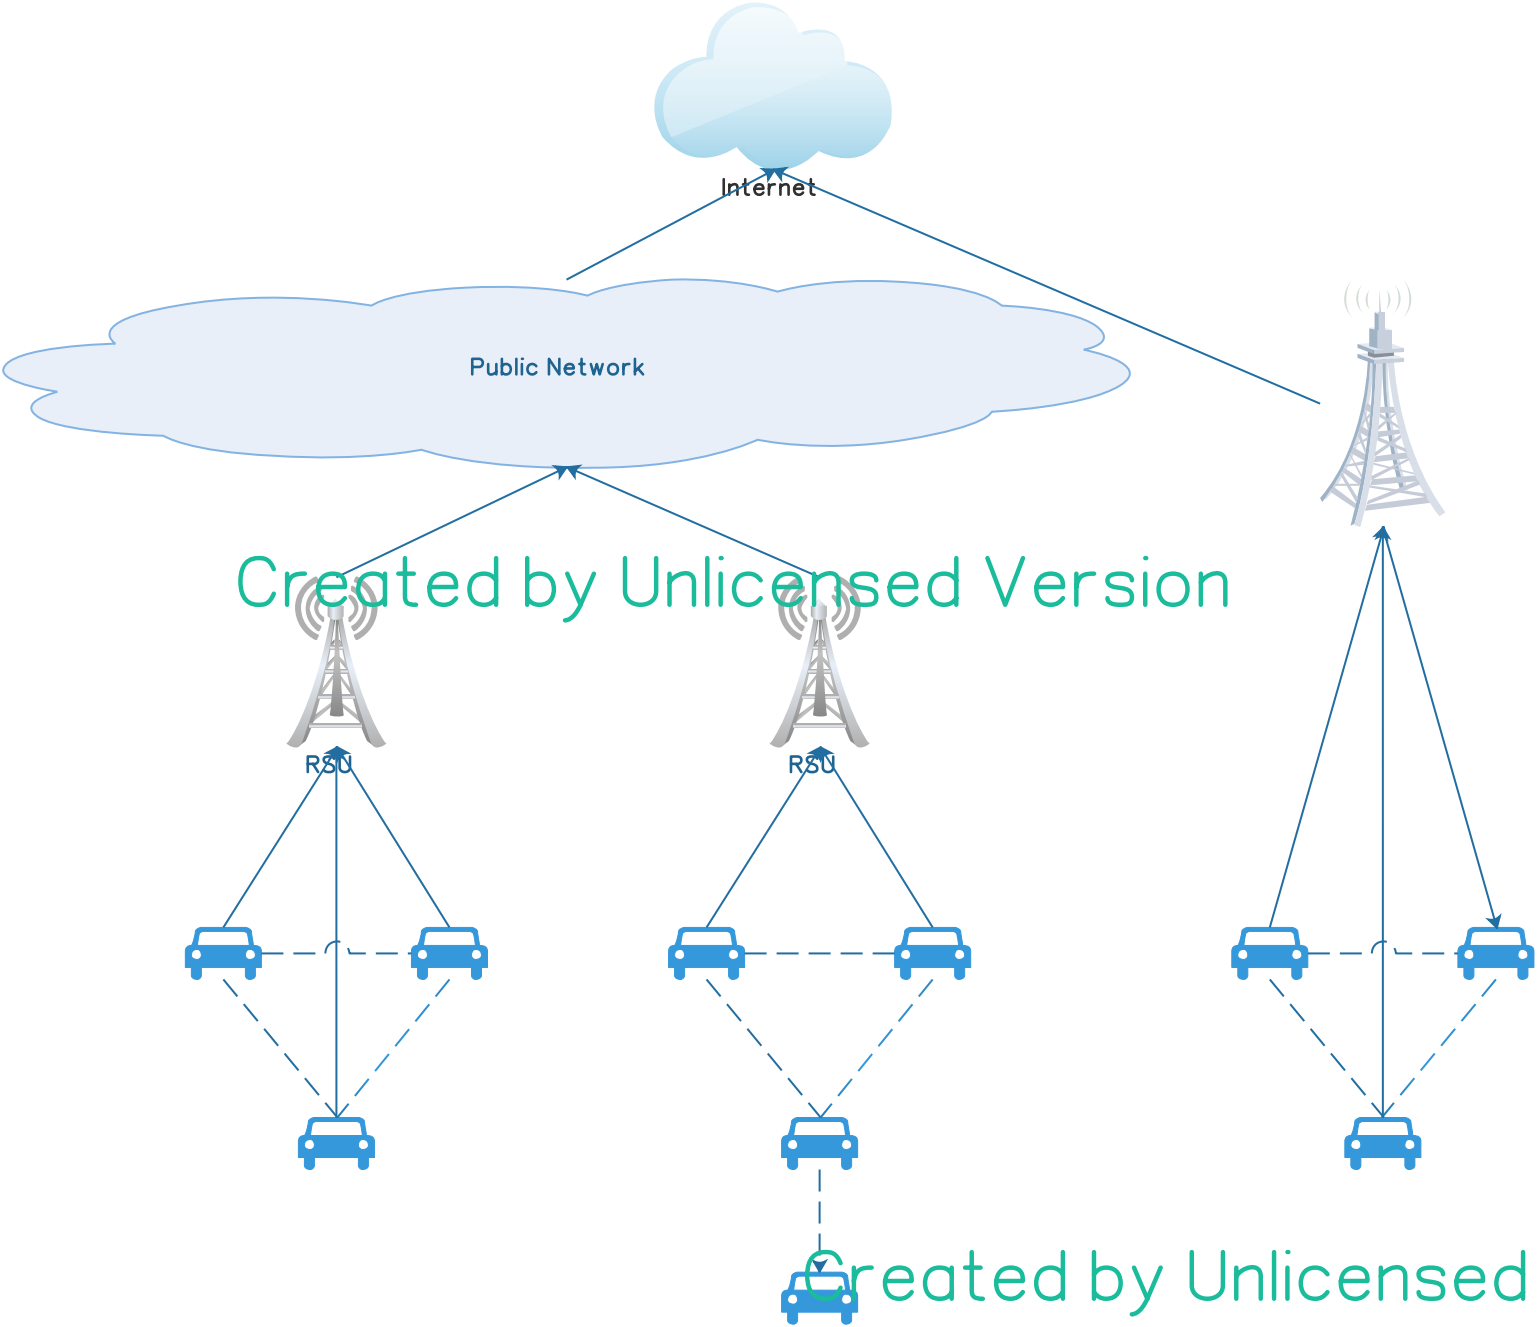 Internet
Public Network
Created by Unlicensed Version
RSU
RSU
Created by Unlicensed